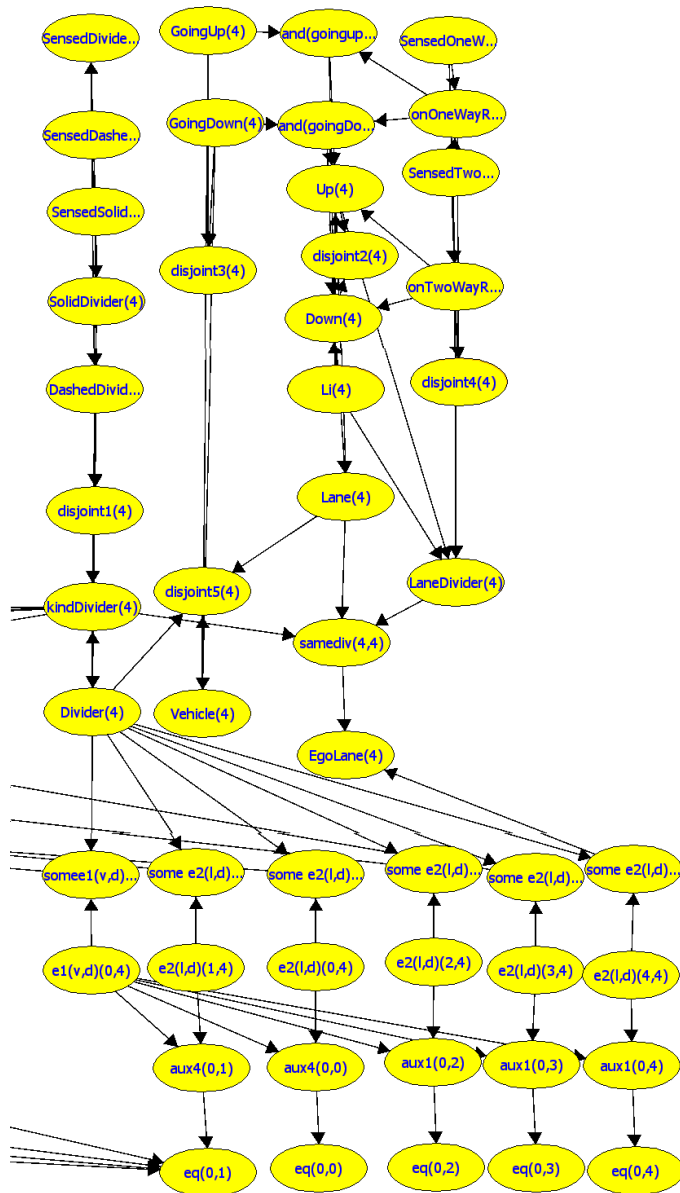 SensedDivide...
GoingUp(4)
and(goingup...
SensedOneW...
SensedDashe...
GoingDown(4)
and(goingDo...
onOneWayR...
SensedSolid...
Up(4)
SensedTwo...
disjoint3(4)
disjoint2(4)
SolidDivider(4)
Down(4)
onTwoWayR...
DashedDivid...
Li(4)
disjoint4(4)
disjoint1(4)
Lane(4)
kindDivider(4)
disjoint5(4)
LaneDivider(4)
samediv(4,4)
Divider(4)
Vehicle(4)
EgoLane(4)
somee1(v,d)...
some e2(l,d)...
some e2(l,d)...
some e2(l,d)...
some e2(l,d)...
some e2(l,d)...
e1(v,d)(0,4)
e2(l,d)(1,4)
e2(l,d)(0,4)
e2(l,d)(2,4)
e2(l,d)(3,4)
e2(l,d)(4,4)
aux4(0,1)
aux4(0,0)
aux1(0,2)
aux1(0,3)
aux1(0,4)
eq(0,1)
eq(0,0)
eq(0,2)
eq(0,3)
eq(0,4)